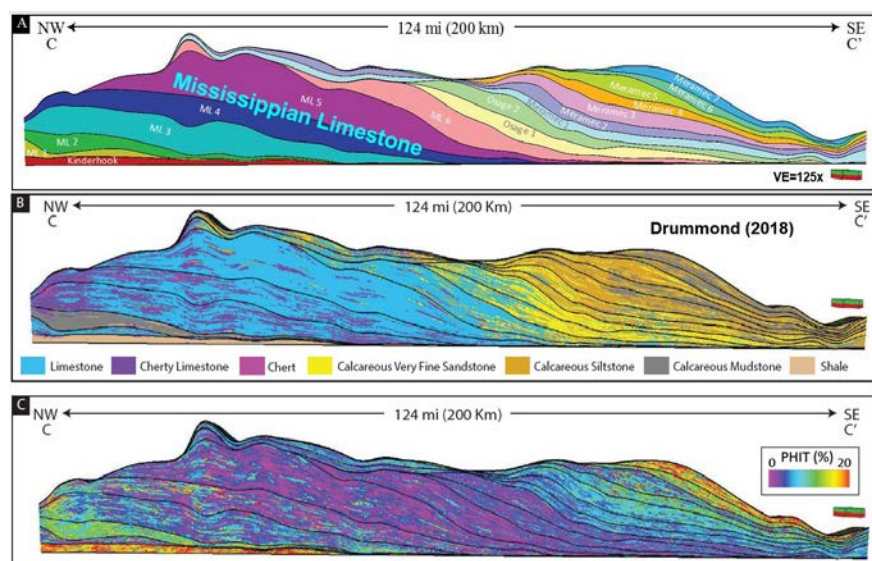 A
NW
C
124 mi (200 km)
SE
C'
Mississippian Limestone
ML 5
ML 4
ML 3
ML 2
ML 1
Kinderhook
ML 6
Osage 2
Osage 1
Meramec 1
Meramec 2
Meramec 3
Meramec 4
Meramec 5
Meramec 6
Meramec 7
VE=125x
B
NW
C
124 mi (200 Km)
SE
C'
Drummond (2018)
Limestone
Cherty Limestone
Chert
Calcareous Very Fine Sandstone
Calcareous Siltstone
Calcareous Mudstone
Shale
C
NW
C
124 mi (200 Km)
SE
C'
PHIT (%)
0
20